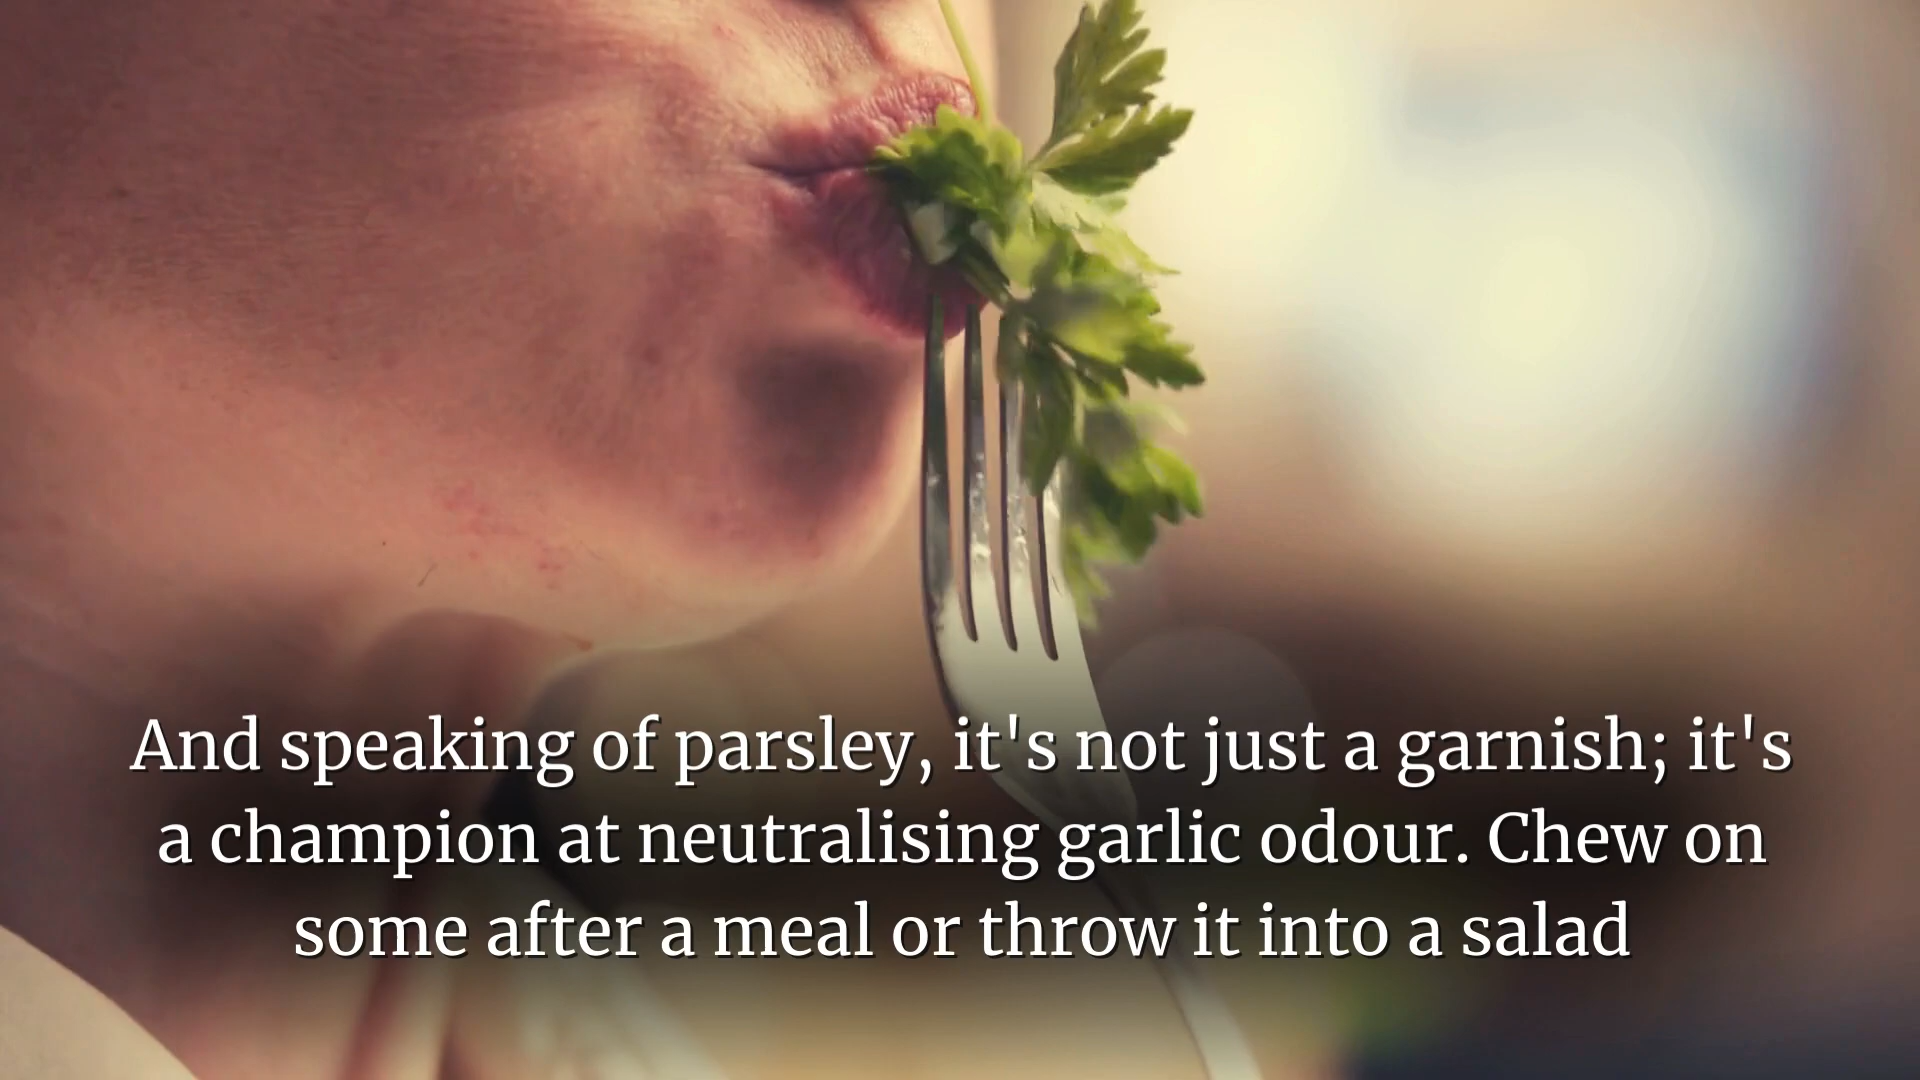 And speaking of parsley, it's not just a garnish; it's
a champion at neutralising garlic odour. Chew on
some after a meal or throw it into a salad